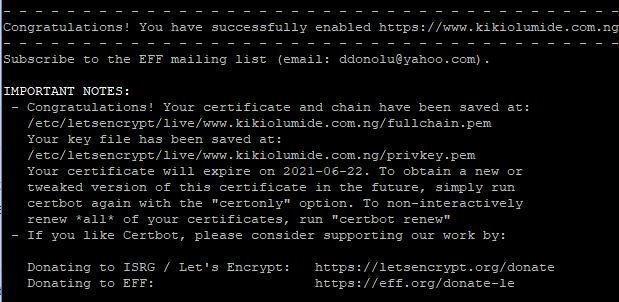 - - - - - - - - - - - - - - - - - - - - - - - - - - - - - - - - - - - - - - - -
Congratulations! You have successfully enabled https://www.kikiolumide.com.ng
- - - - - - - - - - - - - - - - - - - - - - - - - - - - - - - - - - - - - - - -
Subscribe to the EFF mailing list (email: ddonolu@yahoo.com).
IMPORTANT NOTES:
- Congratulations! Your certificate and chain have been saved at:
/etc/letsencrypt/live/www.kikiolumide.com.ng/fullchain.pem
Your key file has been saved at:
/etc/letsencrypt/live/www.kikiolumide.com.ng/privkey.pem
Your certificate will expire on 2021-06-22. To obtain a new or
tweaked version of this certificate in the future, simply run
certbot again with the "certonly" option. To non-interactively
renew *all* of your certificates, run "certbot renew"
- If you like Certbot, please consider supporting our work by:
Donating to ISRG / Let's Encrypt: https://letsencrypt.org/donate
Donating to EFF: https://eff.org/donate-le